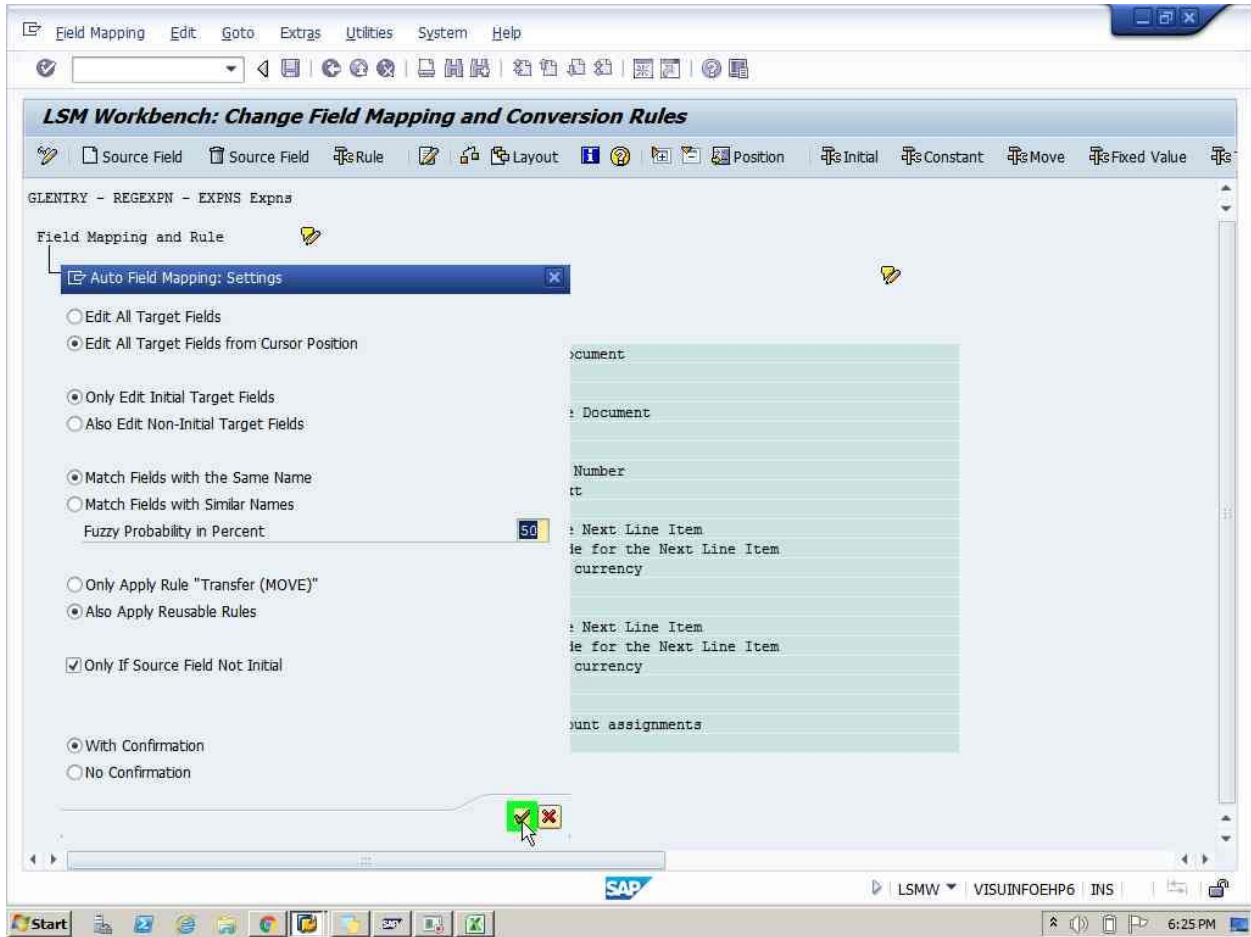 Field Mapping Edit Goto Extras Utilities System Help
LSM Workbench: Change Field Mapping and Conversion Rules
Source Field Source Field Rule Layout Position Initial Constant Move Fixed Value
GLENTRY - REGEXPN - EXPNS Expns
Field Mapping and Rule
Auto Field Mapping: Settings
Edit All Target Fields
Edit All Target Fields from Cursor Position
ocument
Only Edit Initial Target Fields
Also Edit Non-Initial Target Fields
e Document
Match Fields with the Same Name
Number
Match Fields with Similar Names
xt
Fuzzy Probability in Percent 50
e Next Line Item
de for the Next Line Item
currency
Only Apply Rule "Transfer (MOVE)"
Also Apply Reusable Rules
e Next Line Item
de for the Next Line Item
Only If Source Field Not Initial
currency
ount assignments
With Confirmation
No Confirmation
SAP
LSMW VISUINFOEHP6 INS
Start
6:25 PM